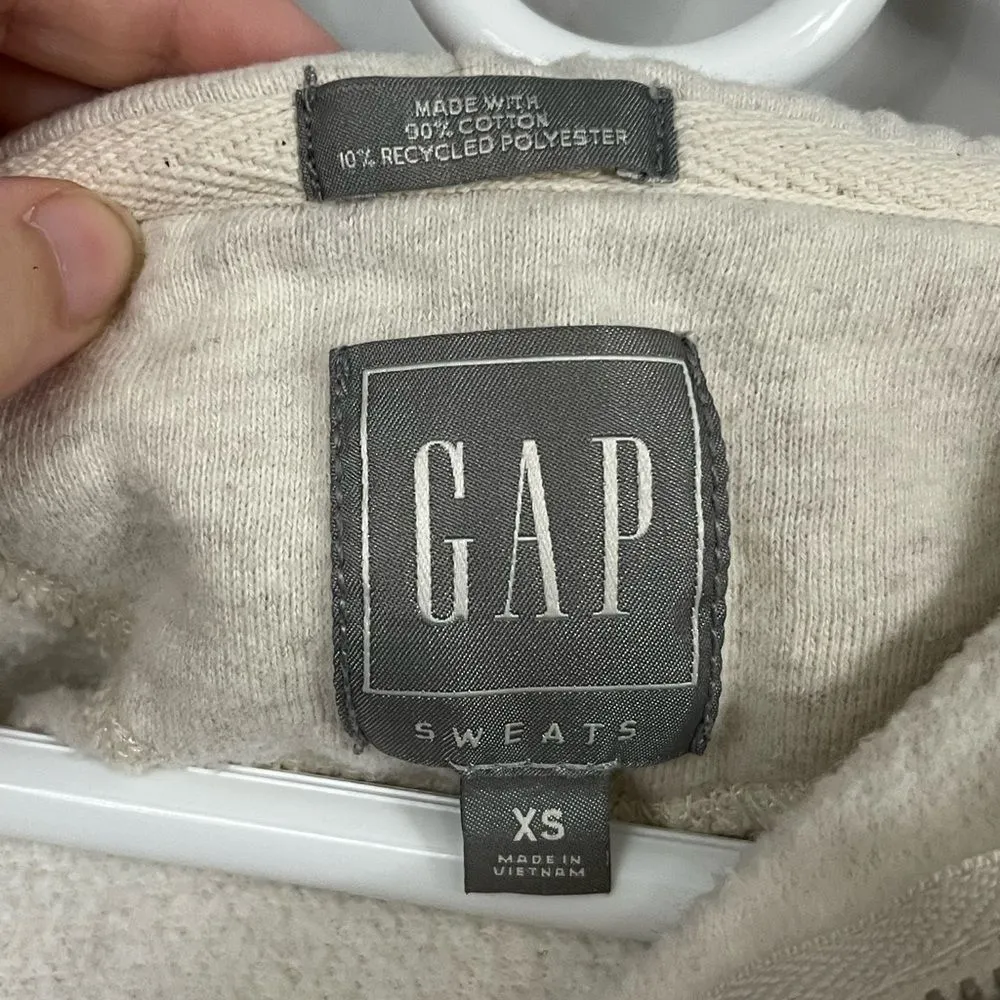 MADE WITH
90% COTTON
10% RECYCLED POLYESTER
GAP
SWEATS
XS
MADE IN
VIETNAM